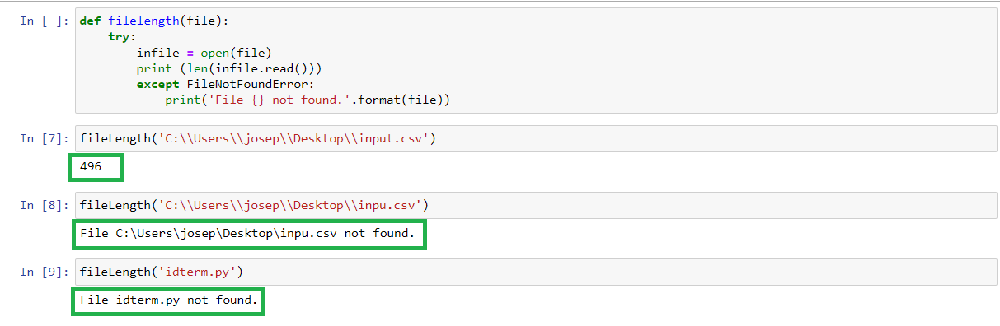 In [ ]: def filelength(file):
    try:
        infile = open(file)
        print (len(infile.read()))
        except FileNotFoundError:
            print('File {} not found.'.format(file))
In [7]: fileLength('C:\\Users\\josep\\Desktop\\input.csv')
496
In [8]: fileLength('C:\\Users\\josep\\Desktop\\inpu.csv')
File C:\Users\josep\Desktop\inpu.csv not found.
In [9]: fileLength('idterm.py')
File idterm.py not found.